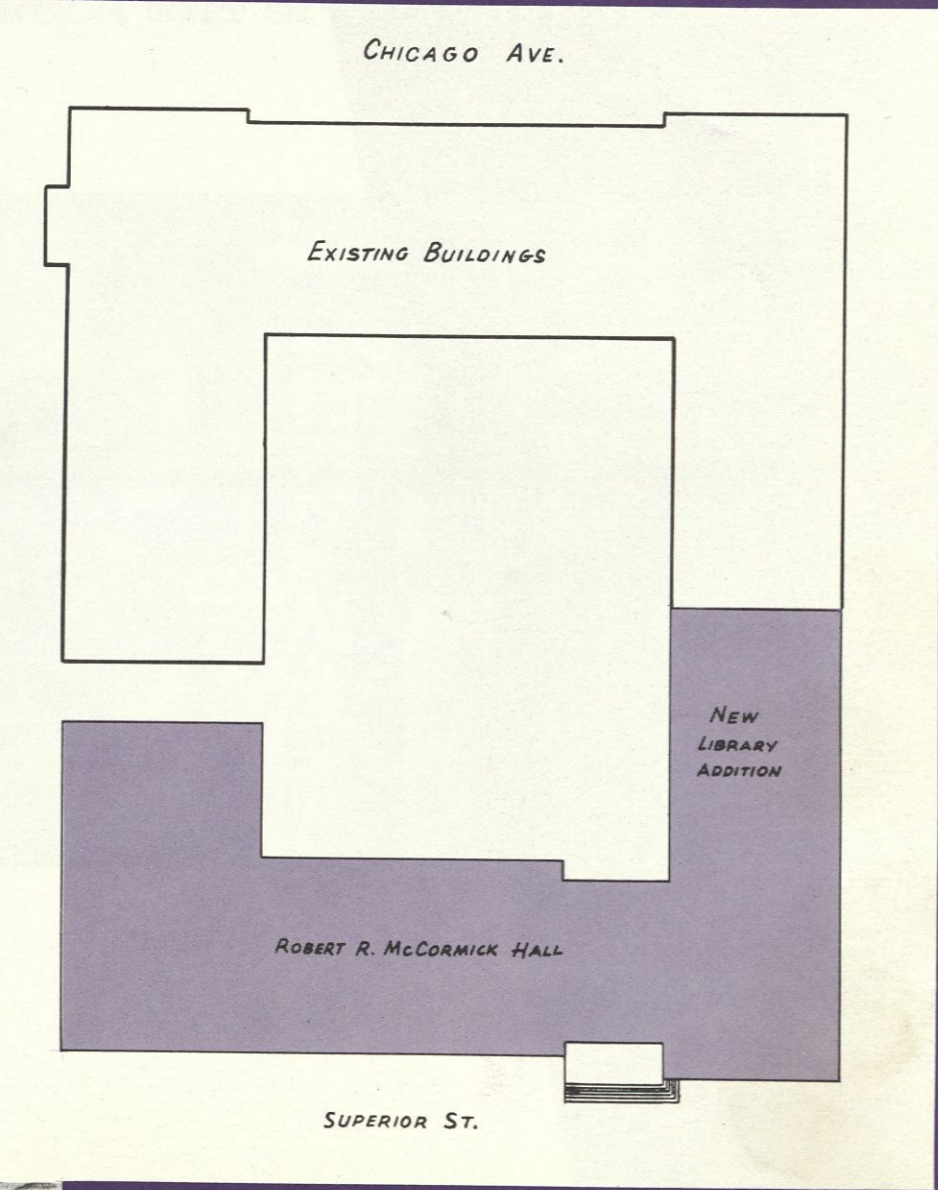 CHICAGO AVE.
EXISTING BUILDINGS
NEW
LIBRARY
ADDITION
ROBERT R. MCCORMICK HALL
SUPERIOR ST.